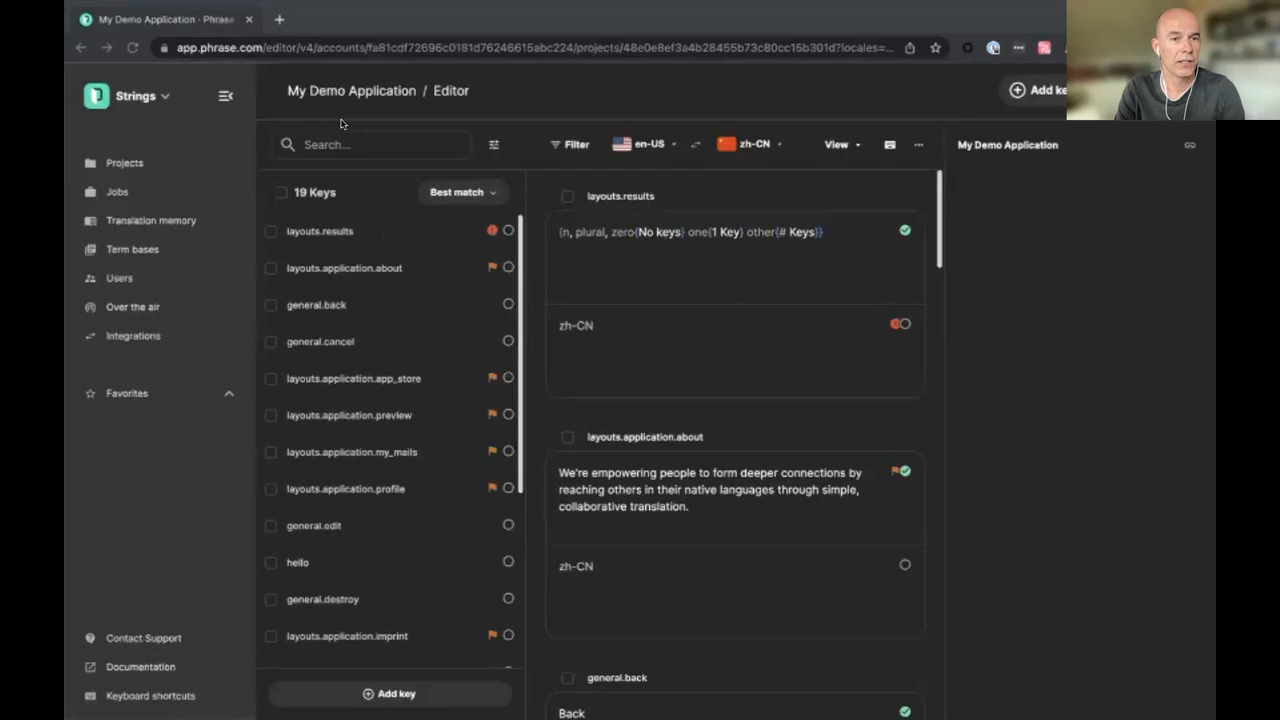 My Demo Application - Phrase
app.phrase.com/editor/v4/accounts/fa81cdf72696c0181d76246615abc224/projects/48e0e8ef3a4b28455b73c80cc15b301d?locales=...
Strings
My Demo Application / Editor
Add ke
Projects
Jobs
Translation memory
Term bases
Users
Over the air
Integrations
Favorites
Contact Support
Documentation
Keyboard shortcuts
Search...
19 Keys
Best match
layouts.results
layouts.application.about
general.back
general.cancel
layouts.application.app_store
layouts.application.preview
layouts.application.my_mails
layouts.application.profile
general.edit
hello
general.destroy
layouts.application.imprint
Add key
Filter
en-US
zh-CN
View
...
layouts.results
{n, plural, zero{No keys} one{1 Key} other{# Keys}}
zh-CN
layouts.application.about
We're empowering people to form deeper connections by
reaching others in their native languages through simple,
collaborative translation.
zh-CN
general.back
Back
My Demo Application